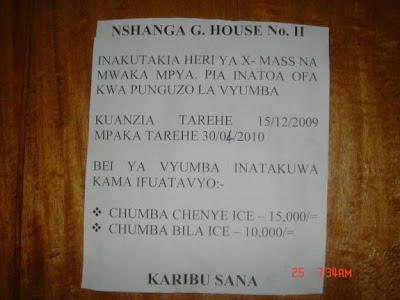 NSHANGA G. HOUSE No. II
INAKUTAKIA HERI YA X- MASS NA
MWAKA MPYA. PIA INATOA OFA
KWA PUNGUZO LA VYUMBA
KUANZIA TAREHE 15/12/2009
MPAKA TAREHE 30/04/2010
BEI YA VYUMBA INATAKUWA
KAMA IFUATAVYO:-
❖ CHUMBA CHENYE ICE – 15,000/=
❖ CHUMBA BILA ICE – 10,000/=
KARIBU SANA
25 7:34AM